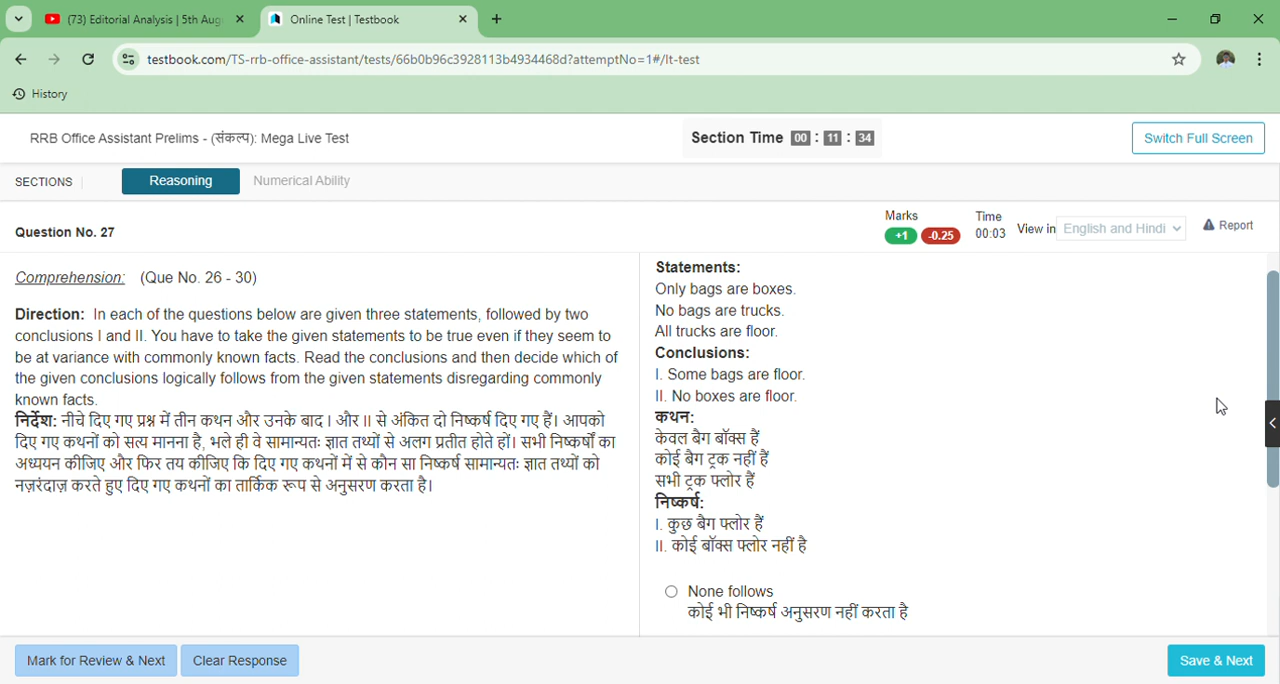 (73) Editorial Analysis | 5th Aug
Online Test | Testbook
testbook.com/TS-rrb-office-assistant/tests/66b0b96c3928113b4934468d?attemptNo=1#/lt-test
History
RRB Office Assistant Prelims - (संकल्प): Mega Live Test
Section Time 00 : 11 : 34
Switch Full Screen
SECTIONS
Reasoning
Numerical Ability
Question No. 27
Marks
+1 -0.25
Time
00:03
View in English and Hindi
Report
Comprehension: (Que No. 26 - 30)
Direction: In each of the questions below are given three statements, followed by two
conclusions I and II. You have to take the given statements to be true even if they seem to
be at variance with commonly known facts. Read the conclusions and then decide which of
the given conclusions logically follows from the given statements disregarding commonly
known facts.
निर्देश: नीचे दिए गए प्रश्न में तीन कथन और उनके बाद I और II से अंकित दो निष्कर्ष दिए गए हैं। आपको
दिए गए कथनों को सत्य मानना है, भले ही वे सामान्यतः ज्ञात तथ्यों से अलग प्रतीत होते हों। सभी निष्कर्षों का
अध्ययन कीजिए और फिर तय कीजिए कि दिए गए कथनों में से कौन सा निष्कर्ष सामान्यतः ज्ञात तथ्यों को
नज़रंदाज़ करते हुए दिए गए कथनों का तार्किक रूप से अनुसरण करता है।
Statements:
Only bags are boxes.
No bags are trucks.
All trucks are floor.
Conclusions:
I. Some bags are floor.
II. No boxes are floor.
कथन:
केवल बैग बॉक्स हैं
कोई बैग ट्रक नहीं हैं
सभी ट्रक फ्लोर हैं
निष्कर्ष:
I. कुछ बैग फ्लोर हैं
II. कोई बॉक्स फ्लोर नहीं है
None follows
कोई भी निष्कर्ष अनुसरण नहीं करता है
Mark for Review & Next
Clear Response
Save & Next